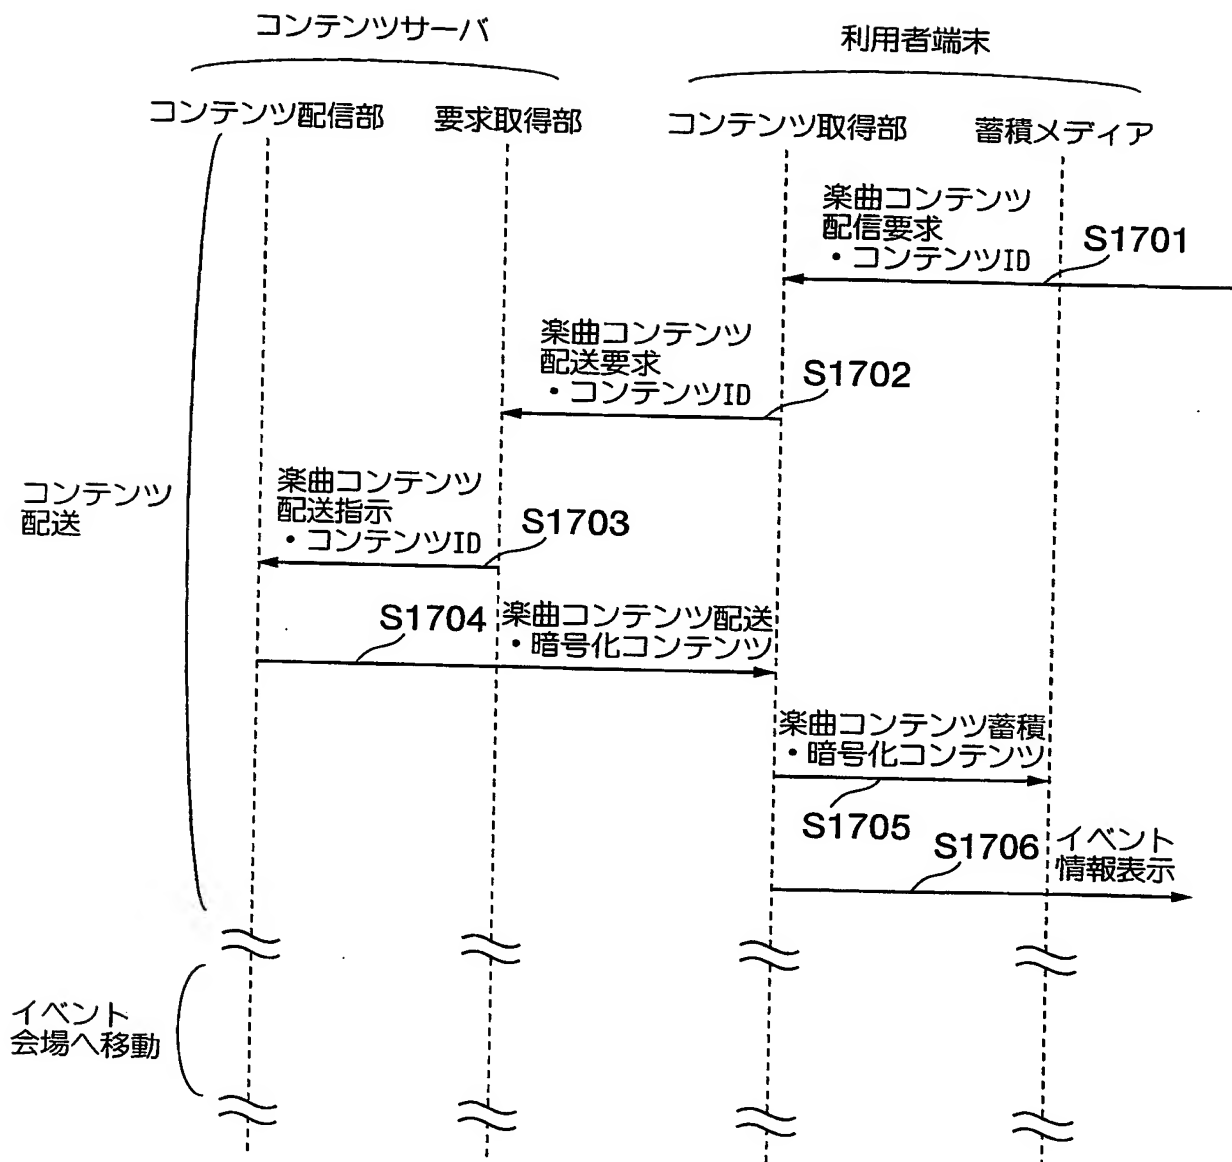 コンテンツサーバ
利用者端末
コンテンツ配信部
要求取得部
コンテンツ取得部
蓄積メディア
楽曲コンテンツ
配信要求
・コンテンツID
S1701
楽曲コンテンツ
配送要求
・コンテンツID
S1702
コンテンツ
配送
楽曲コンテンツ
配送指示
・コンテンツID
S1703
S1704
楽曲コンテンツ配送
・暗号化コンテンツ
楽曲コンテンツ蓄積
・暗号化コンテンツ
S1705
S1706
イベント
情報表示
イベント
会場へ移動